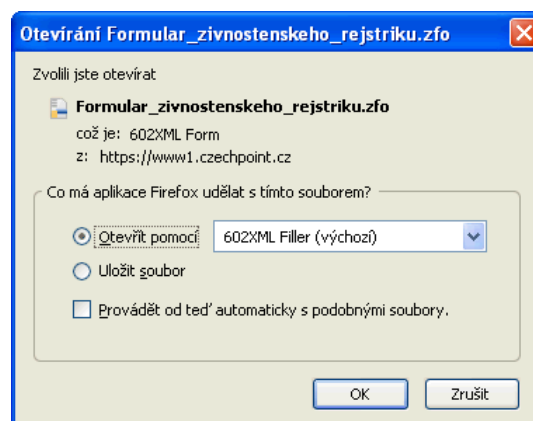 Otevírání Formular_zivnostenskeho_rejstriku.zfo
Zvolili jste otevírat
Formular_zivnostenskeho_rejstriku.zfo
což je: 602XML Form
z: https://www1.czechpoint.cz
Co má aplikace Firefox udělat s tímto souborem?
Otevřít pomocí 602XML Filler (výchozí)
Uložit soubor
Provádět od teď automaticky s podobnými soubory.
OK Zrušit